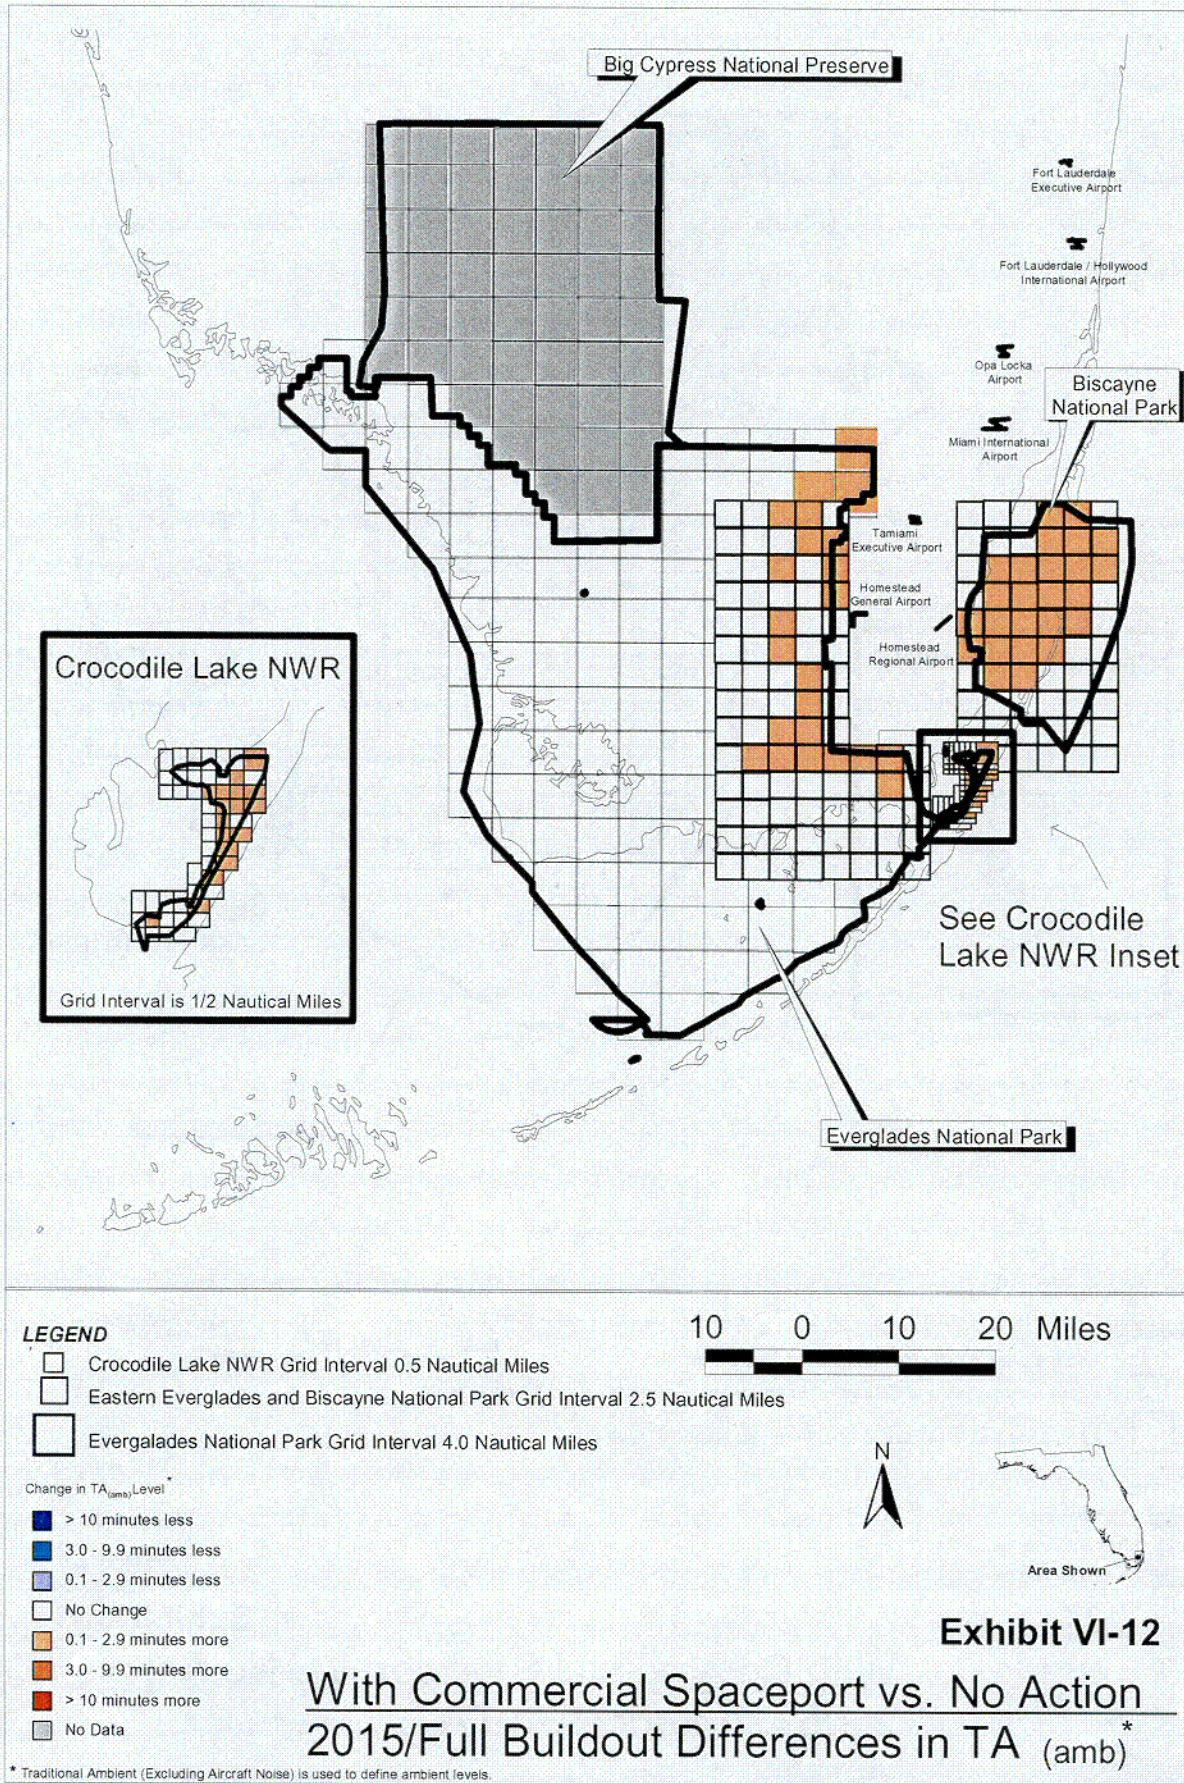 Big Cypress National Preserve
Fort Lauderdale
Executive Airport
Fort Lauderdale / Hollywood
International Airport
Opa Locka
Airport
Biscayne
National Park
Miami International
Airport
Tamiami
Executive Airport
Homestead
General Airport
Homestead
Regional Airport
Crocodile Lake NWR
Grid Interval is 1/2 Nautical Miles
See Crocodile
Lake NWR Inset
Everglades National Park
LEGEND
Crocodile Lake NWR Grid Interval 0.5 Nautical Miles
Eastern Everglades and Biscayne National Park Grid Interval 2.5 Nautical Miles
Evergalades National Park Grid Interval 4.0 Nautical Miles
10 0 10 20 Miles
N
Area Shown
Change in TA(amb) Level*
> 10 minutes less
3.0 - 9.9 minutes less
0.1 - 2.9 minutes less
No Change
0.1 - 2.9 minutes more
3.0 - 9.9 minutes more
> 10 minutes more
No Data
Exhibit VI-12
With Commercial Spaceport vs. No Action
2015/Full Buildout Differences in TA (amb)*
* Traditional Ambient (Excluding Aircraft Noise) is used to define ambient levels.